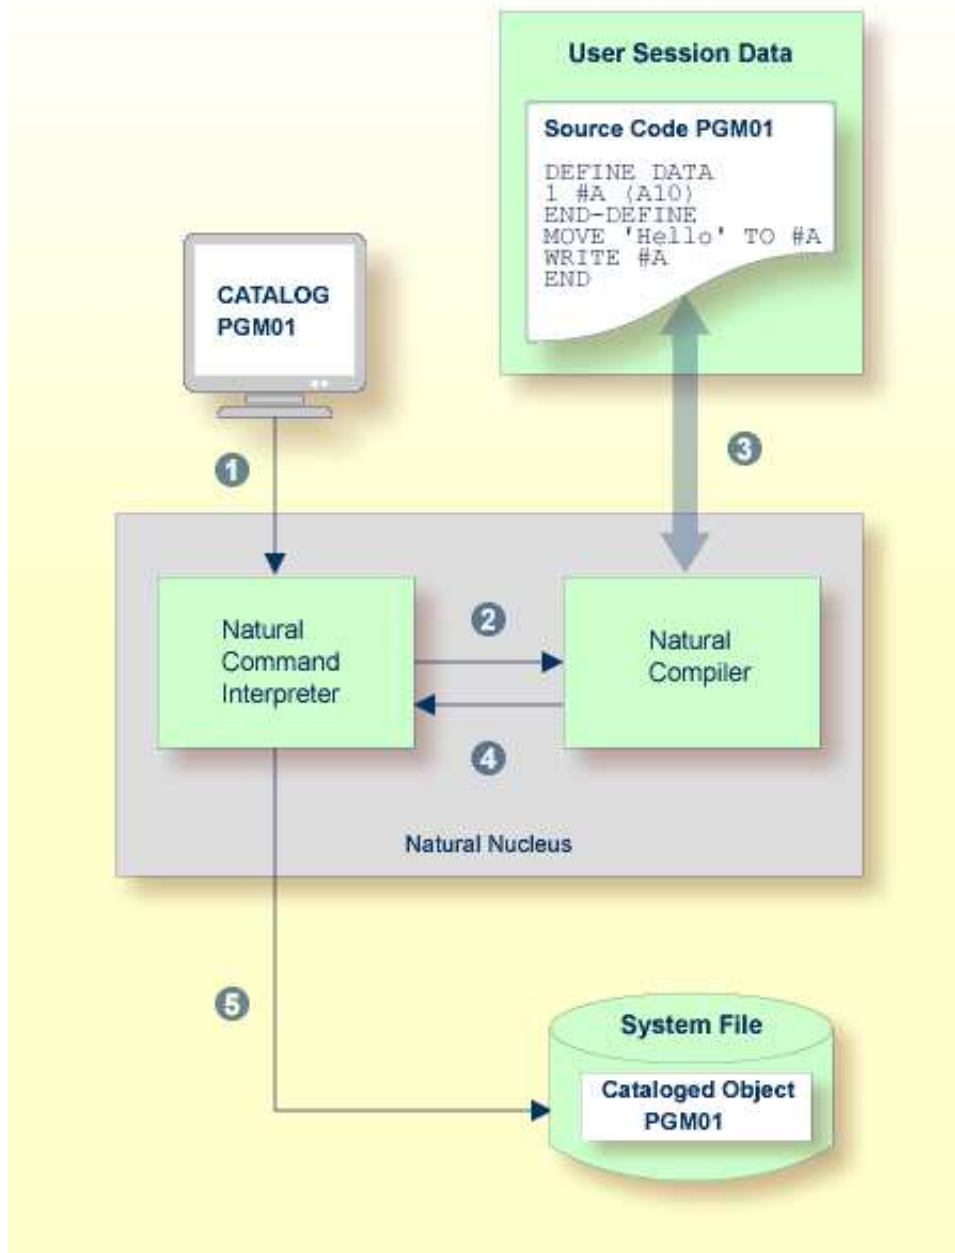 User Session Data
Source Code PGM01
DEFINE DATA
1 #A (A10)
END-DEFINE
MOVE 'Hello' TO #A
WRITE #A
END
CATALOG
PGM01
1
3
Natural
Command
Interpreter
2
Natural
Compiler
4
Natural Nucleus
5
System File
Cataloged Object
PGM01